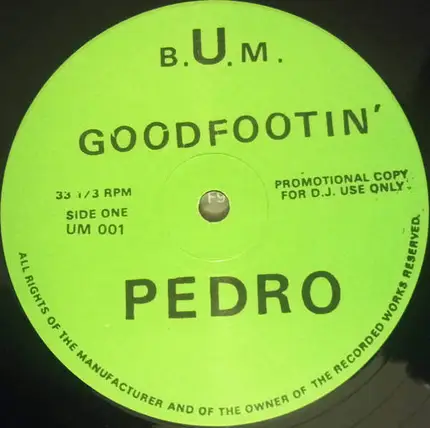 B.U.M.
GOODFOOTIN'
33 1/3 RPM
SIDE ONE
UM 001
PROMOTIONAL COPY
FOR D.J. USE ONLY
PEDRO
ALL RIGHTS OF THE MANUFACTURER AND OF THE OWNER OF THE RECORDED WORKS RESERVED.